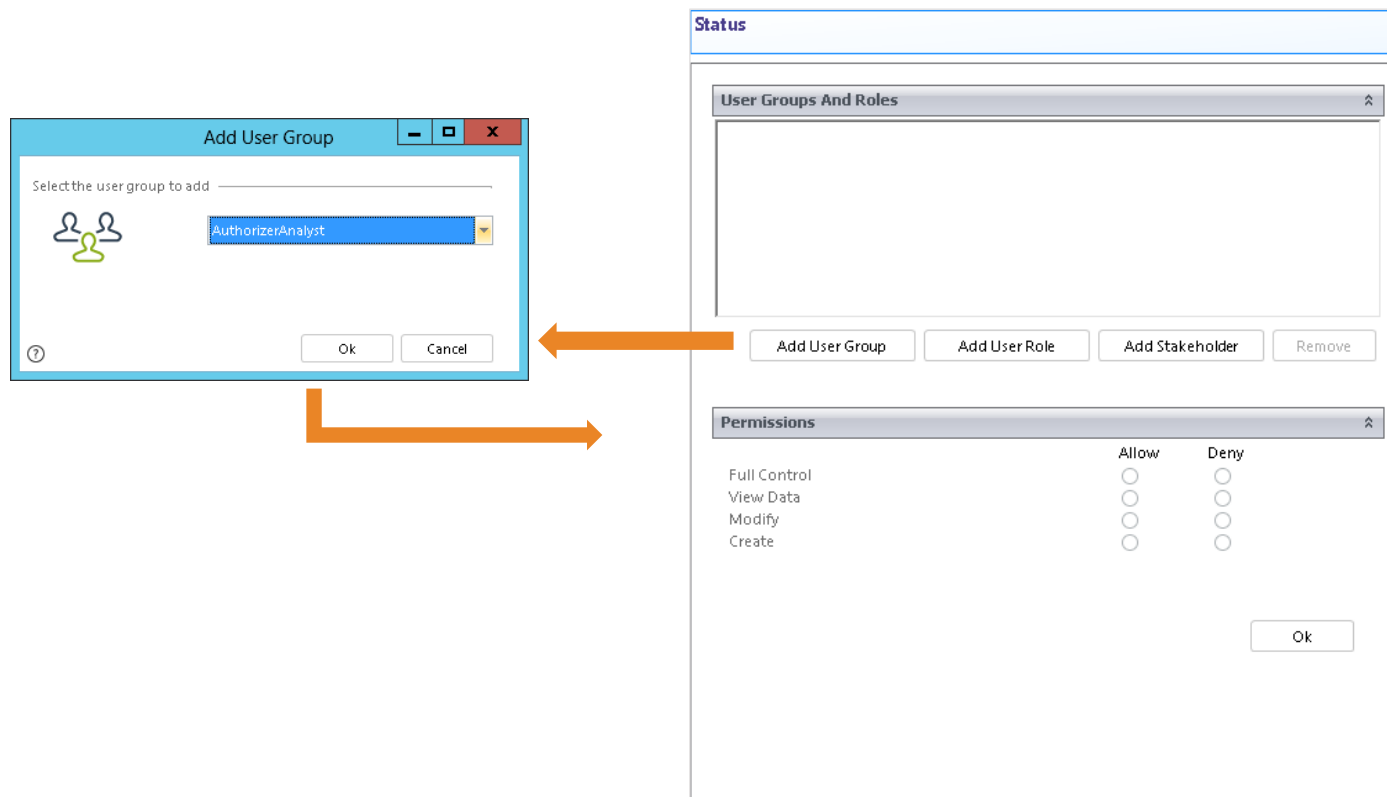 Status
User Groups And Roles
Add User Group
Select the user group to add
AuthorizerAnalyst
Ok Cancel
?
Add User Group Add User Role Add Stakeholder Remove
Permissions
Allow Deny
Full Control
View Data
Modify
Create
Ok